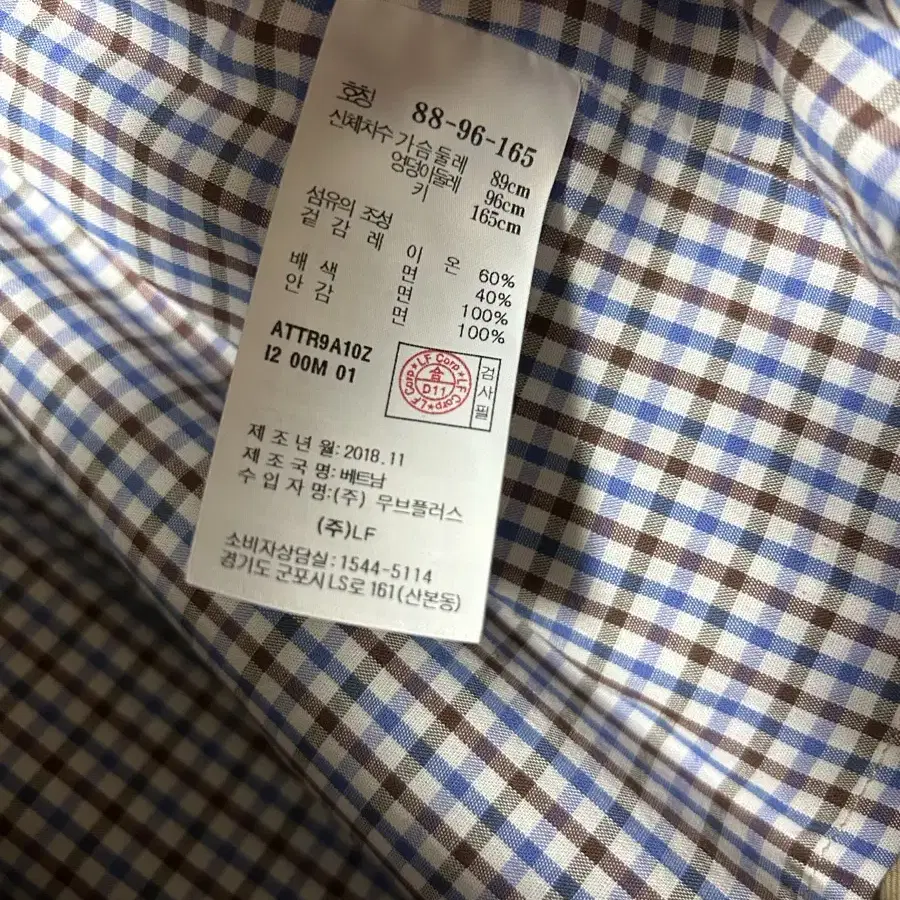 호칭 88-96-165
신체치수 가슴둘레 89cm
엉덩이둘레 96cm
키 165cm
섬유의 조성
겉감 레이온 60%
면 40%
배색 면 100%
안감 면 100%
ATTR9A10Z
I2 00M 01
LF Corp★LF Corp★LF Corp★
合
D11
검사필
제조년월: 2018.11
제조국명: 베트남
수입자명:(주) 무브플러스
(주)LF
소비자상담실:1544-5114
경기도 군포시 LS로 161(산본동)